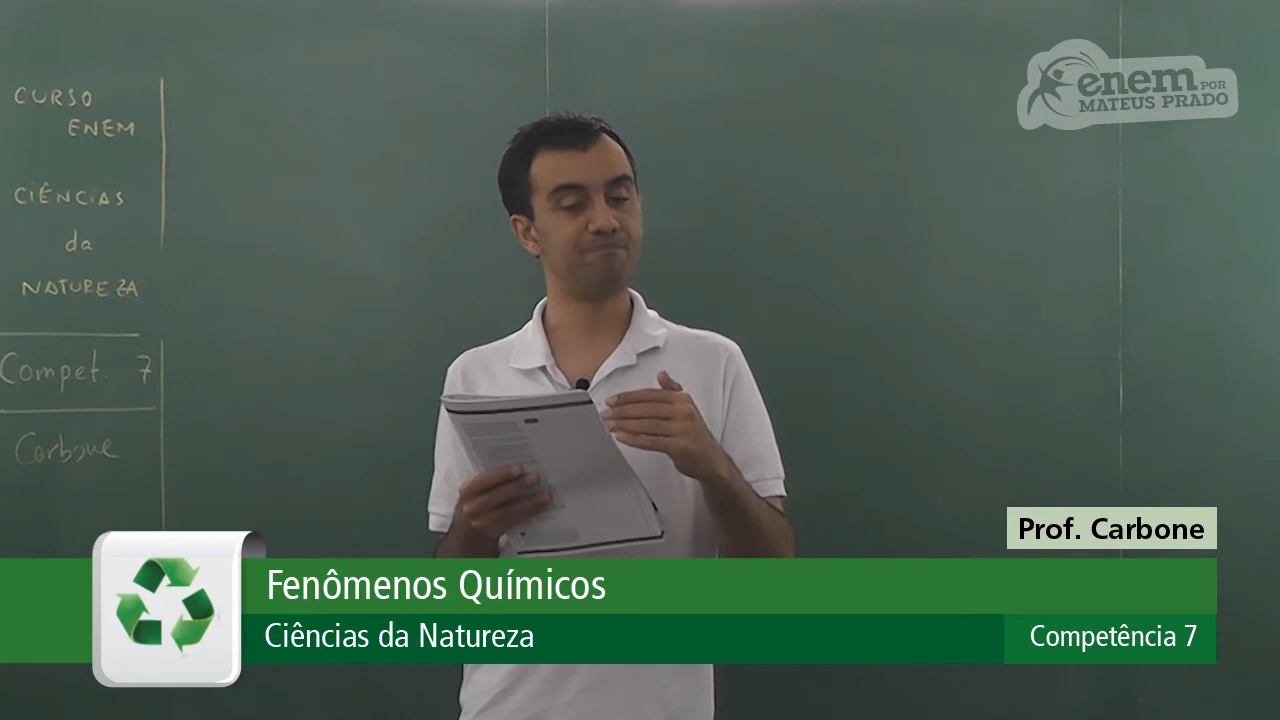 CURSO
ENEM
CIÊNCIAS
da
NATUREZA
Compet. 7
Carbone
enem POR
MATEUS PRADO
Prof. Carbone
Fenômenos Químicos
Ciências da Natureza
Competência 7